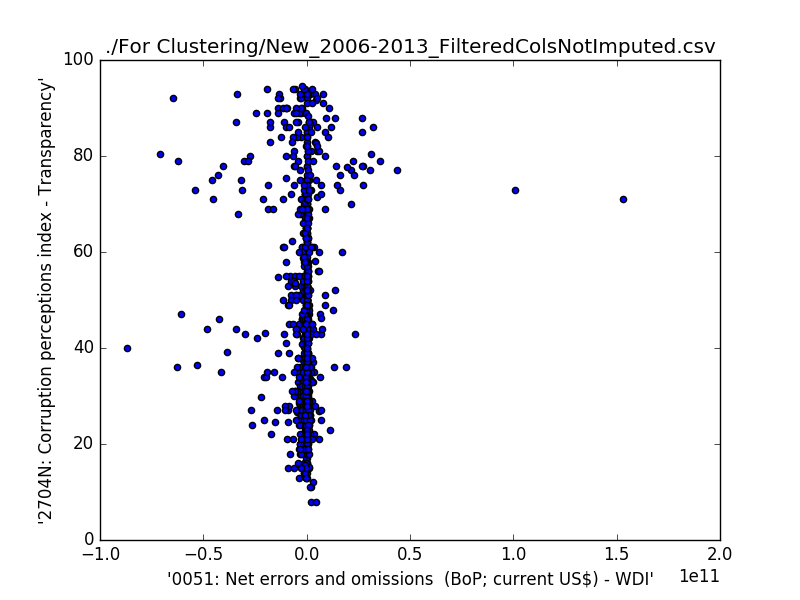 ./For Clustering/New_2006-2013_FilteredColsNotImputed.csv
100
80
60
40
20
0
'2704N: Corruption perceptions index - Transparency'
−1.0 −0.5 0.0 0.5 1.0 1.5 2.0
1e11
'0051: Net errors and omissions  (BoP; current US$) - WDI'